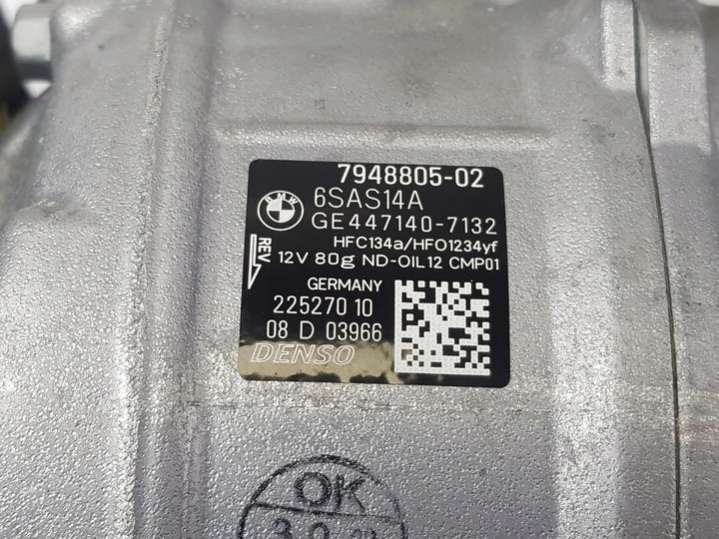 7948805-02
BMW 6SAS14A
GE447140-7132
HFC134a/HFO1234yf
REV 12V 80g ND-OIL12 CMP01
GERMANY
225270 10
08 D 03966
DENSO
OK